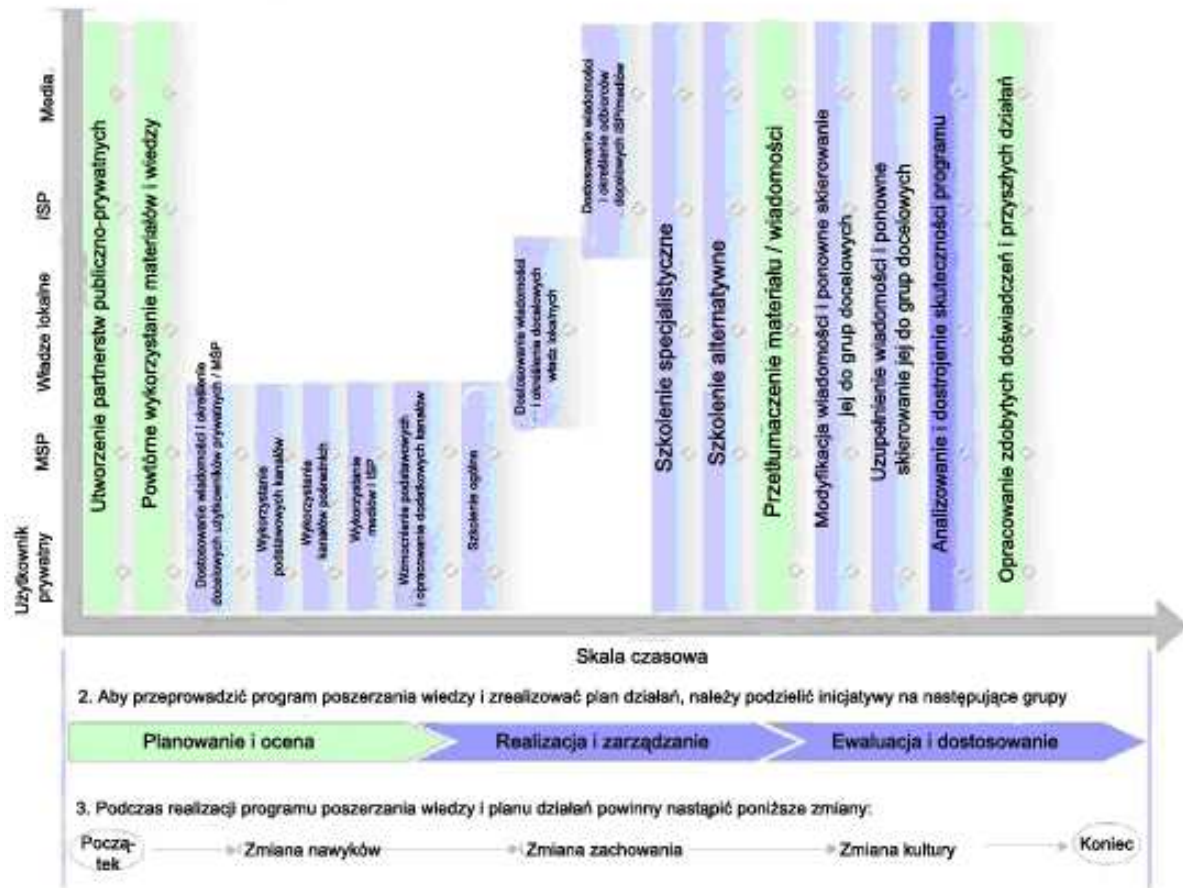 Media
ISP
Władze lokalne
MSP
Użytkownik
prywatny
Utworzenie partnerstw publiczno-prywatnych
Powtórne wykorzystanie materiałów i wiedzy
Dostosowanie wiadomości i określenie
docelowych użytkowników prywatnych / MSP
Wykorzystanie
podstawowych kanałów
Wykorzystanie
kanałów pośrednich
Wykorzystanie
mediów i ISP
Wzmocnienie podstawowych
i opracowanie dodatkowych kanałów
Szkolenie ogólne
Dostosowanie wiadomości
i określenie docelowych
władz lokalnych
Dostosowanie wiadomości
i określenie odbiorców
docelowych ISP/mediów
Szkolenie specjalistyczne
Szkolenie alternatywne
Przetłumaczenie materiału / wiadomości
Modyfikacja wiadomości i ponowne skierowanie
jej do grup docelowych
Uzupełnienie wiadomości i ponowne
skierowanie jej do grup docelowych
Analizowanie i dostrojenie skuteczności programu
Opracowanie zdobytych doświadczeń i przyszłych działań
Skala czasowa
2. Aby przeprowadzić program poszerzania wiedzy i zrealizować plan działań, należy podzielić inicjatywy na następujące grupy
Planowanie i ocena
Realizacja i zarządzanie
Ewaluacja i dostosowanie
3. Podczas realizacji programu poszerzania wiedzy i planu działań powinny nastąpić poniższe zmiany:
Począ-
tek
Zmiana nawyków
Zmiana zachowania
Zmiana kultury
Koniec